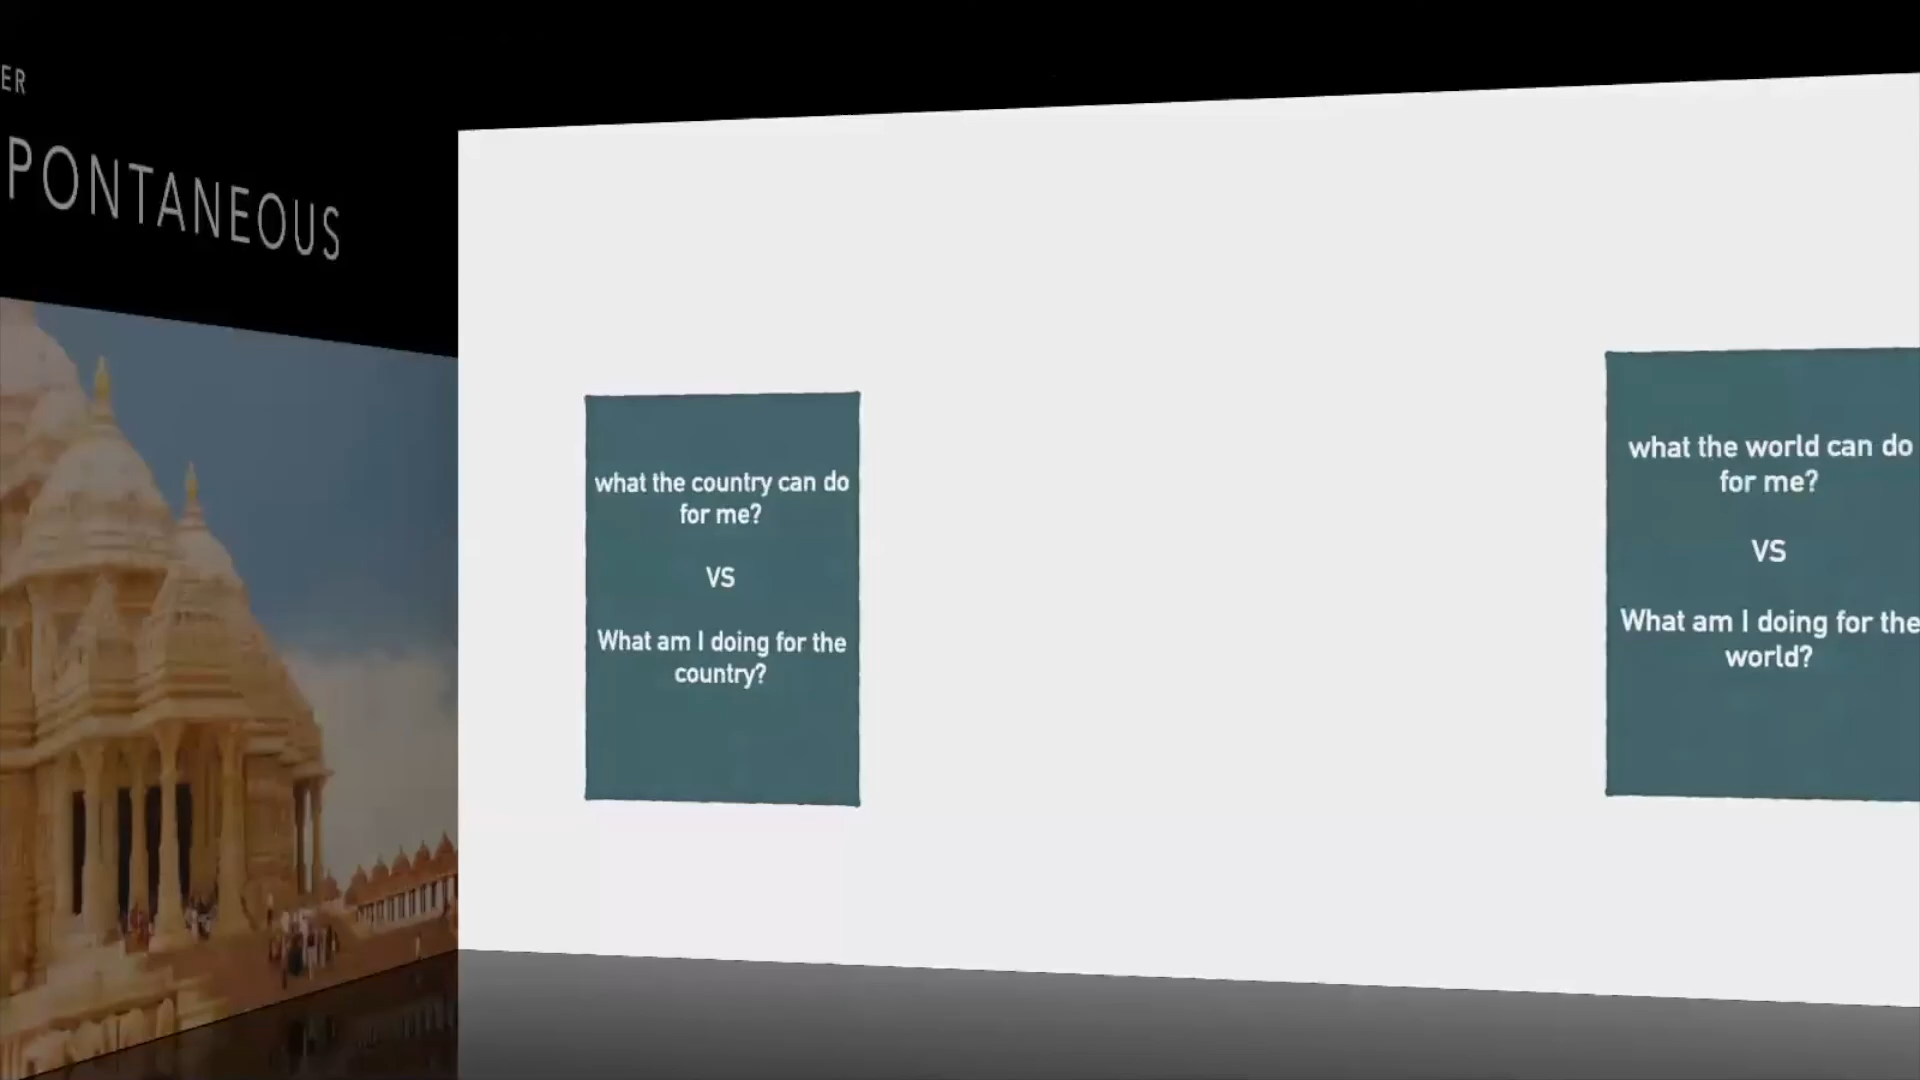 ER
PONTANEOUS
what the country can do
for me?
VS
What am I doing for the
country?
what the world can do
for me?
VS
What am I doing for the
world?